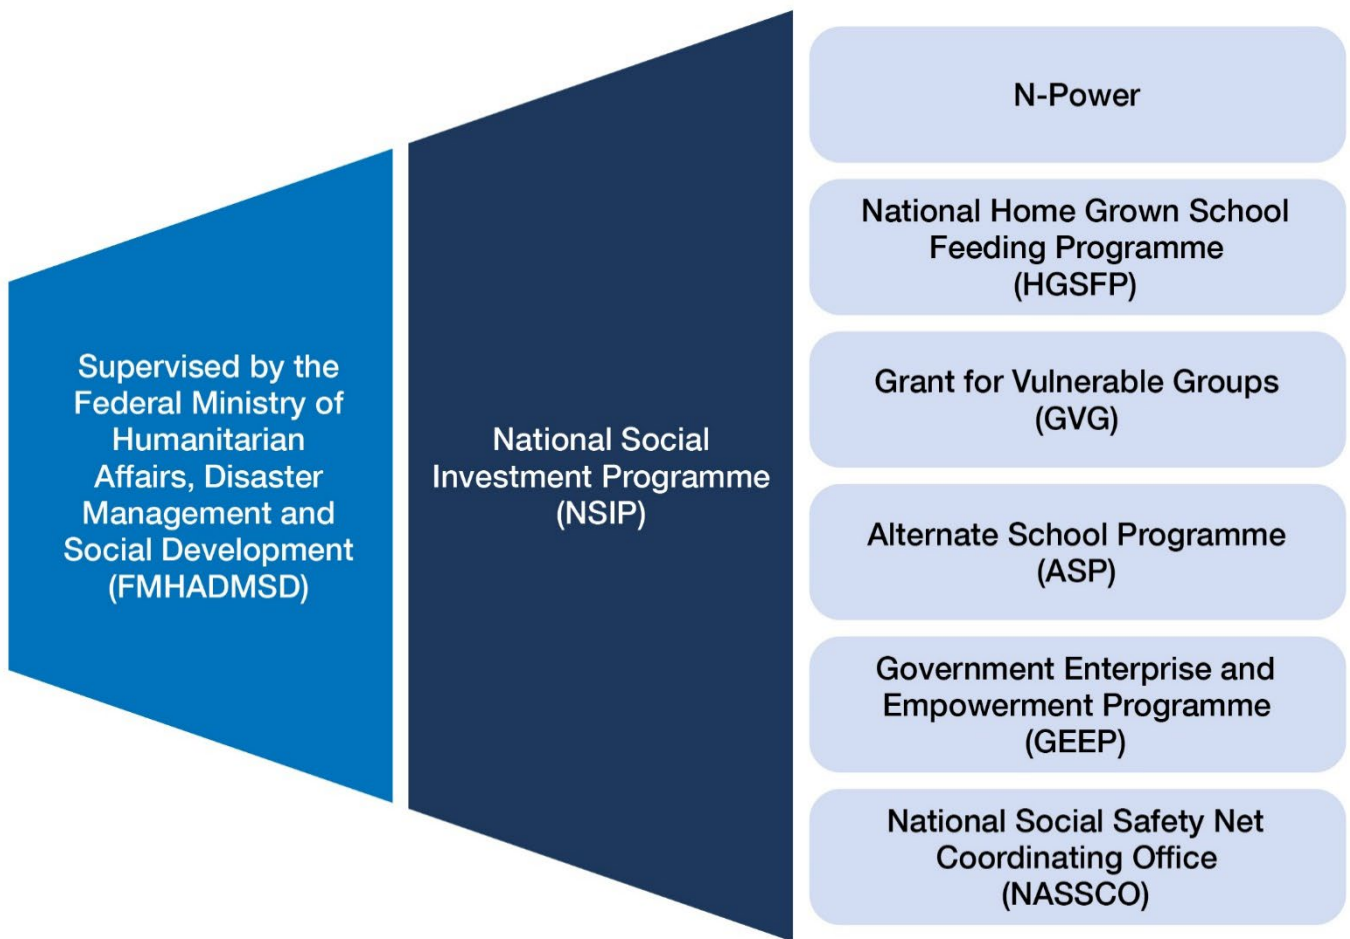 Supervised by the
Federal Ministry of
Humanitarian
Affairs, Disaster
Management and
Social Development
(FMHADMSD)
National Social
Investment Programme
(NSIP)
N-Power
National Home Grown School
Feeding Programme
(HGSFP)
Grant for Vulnerable Groups
(GVG)
Alternate School Programme
(ASP)
Government Enterprise and
Empowerment Programme
(GEEP)
National Social Safety Net
Coordinating Office
(NASSCO)